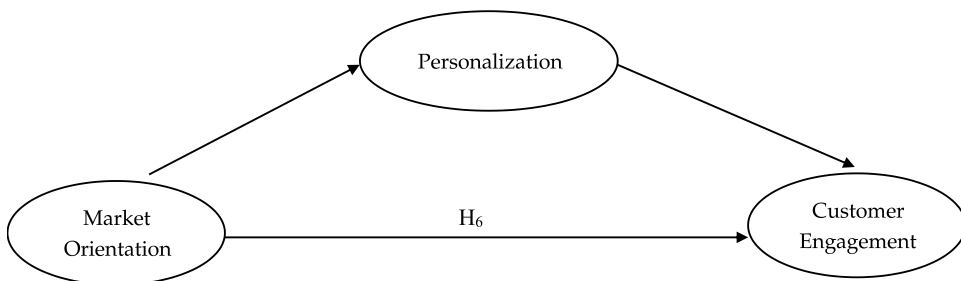 Personalization
Market
Orientation
H₆
Customer
Engagement